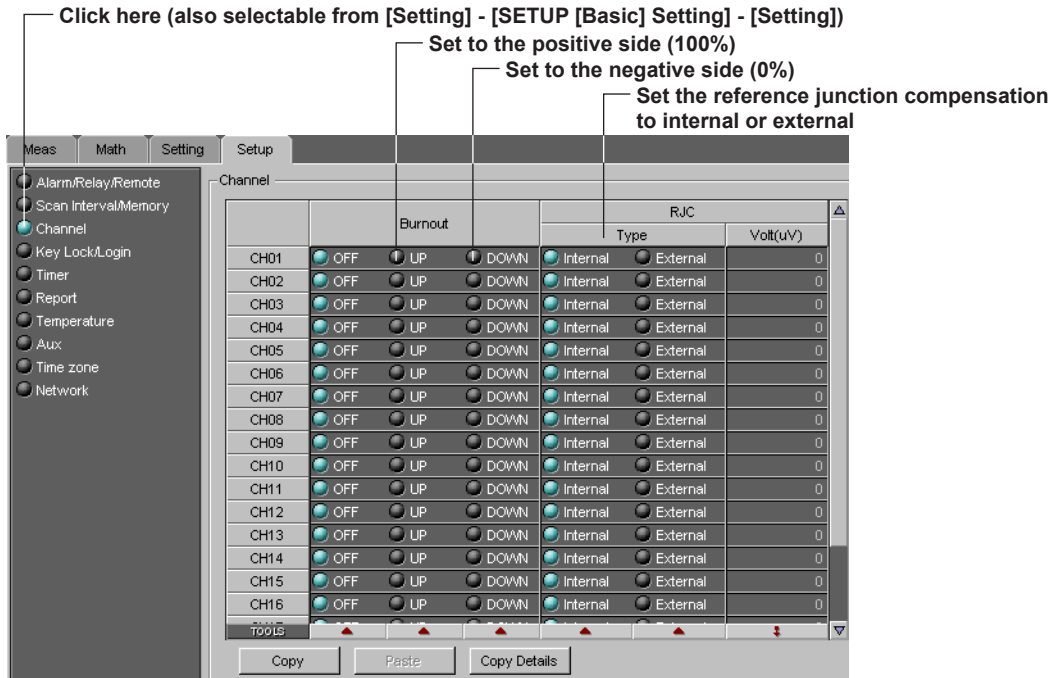 Click here (also selectable from [Setting] - [SETUP [Basic] Setting] - [Setting])
Set to the positive side (100%)
Set to the negative side (0%)
Set the reference junction compensation
to internal or external
Meas Math Setting Setup
Alarm/Relay/Remote
Scan Interval/Memory
Channel
Key Lock/Login
Timer
Report
Temperature
Aux
Time zone
Network
Channel
Burnout RJC
Type Volt(uV)
CH01 OFF UP DOWN Internal External 0
CH02 OFF UP DOWN Internal External 0
CH03 OFF UP DOWN Internal External 0
CH04 OFF UP DOWN Internal External 0
CH05 OFF UP DOWN Internal External 0
CH06 OFF UP DOWN Internal External 0
CH07 OFF UP DOWN Internal External 0
CH08 OFF UP DOWN Internal External 0
CH09 OFF UP DOWN Internal External 0
CH10 OFF UP DOWN Internal External 0
CH11 OFF UP DOWN Internal External 0
CH12 OFF UP DOWN Internal External 0
CH13 OFF UP DOWN Internal External 0
CH14 OFF UP DOWN Internal External 0
CH15 OFF UP DOWN Internal External 0
CH16 OFF UP DOWN Internal External 0
TOOLS
Copy Paste Copy Details